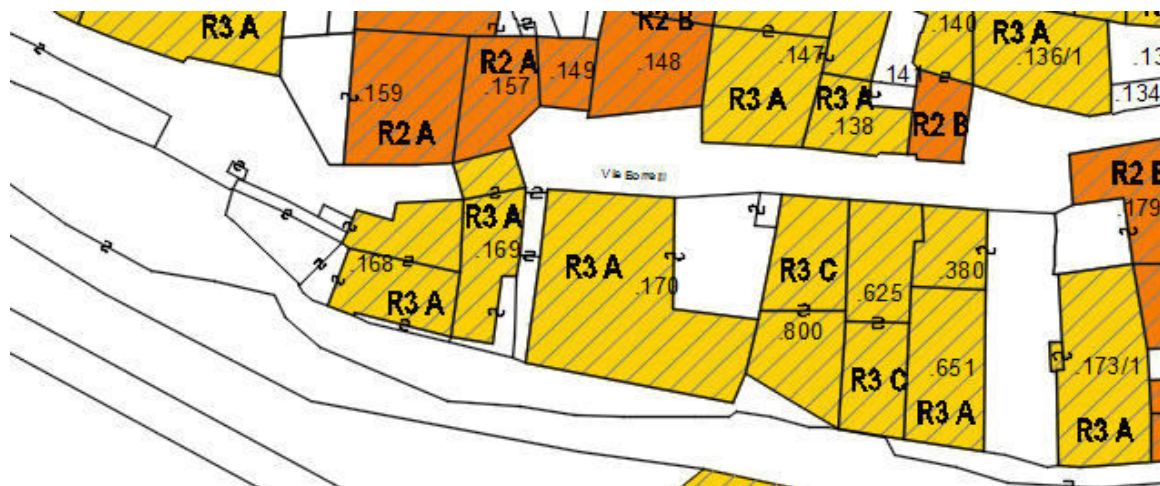 R3 A
R2 B
.140
R3 A
R2 A
.149
.148
.147
.136/1
.157
.159
R3 A
R3 A
.134
R2 A
.138
R2 B
R2
.179
R3 A
.169
.168
R3 A
.170
R3 C
.380
.625
R3 A
.800
.651
.173/1
R3 C
R3 A
R3 A